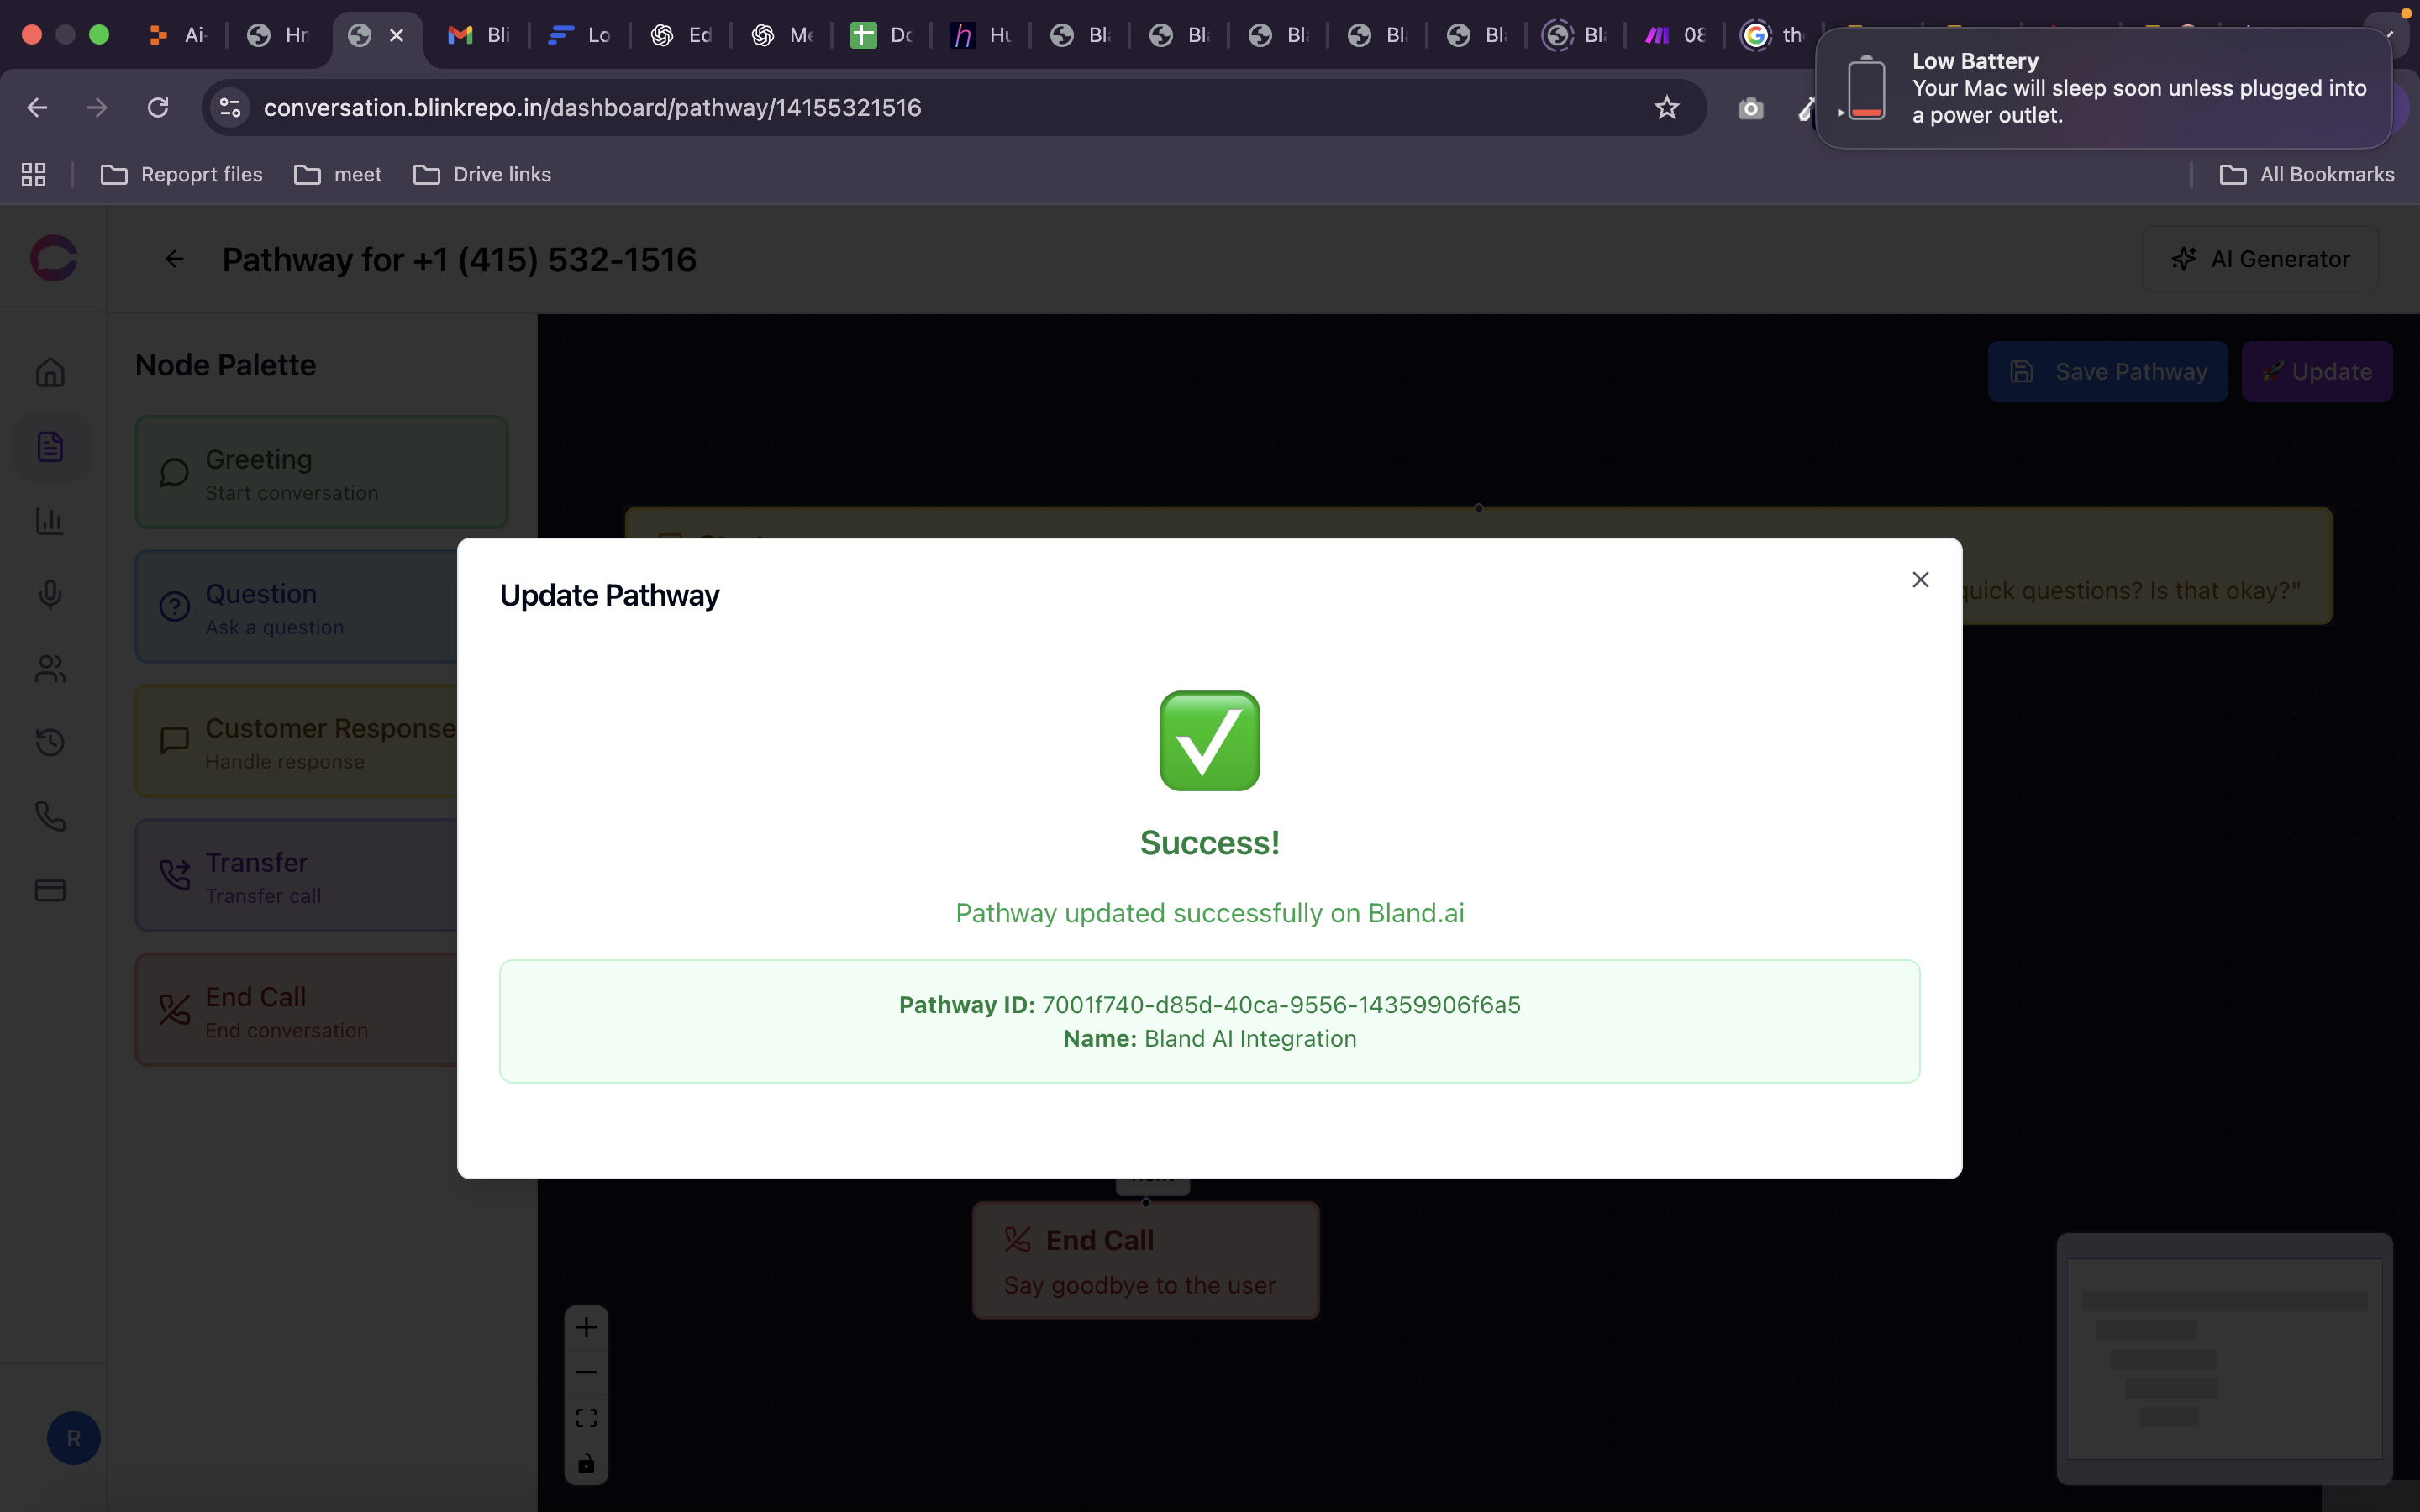 Ai-
Hr
Bli
Lo
Ed
Me
Do
Hu
Bl
Bl
Bl
Bl
Bl
Bl
08
th
Low Battery
Your Mac will sleep soon unless plugged into
a power outlet.
conversation.blinkrepo.in/dashboard/pathway/14155321516
Repoprt files
meet
Drive links
All Bookmarks
Pathway for +1 (415) 532-1516
AI Generator
Node Palette
Save Pathway
Update
Greeting
Start conversation
Question
Ask a question
Customer Response
Handle response
Transfer
Transfer call
End Call
End conversation
quick questions? Is that okay?"
Update Pathway
Success!
Pathway updated successfully on Bland.ai
Pathway ID: 7001f740-d85d-40ca-9556-14359906f6a5
Name: Bland AI Integration
End Call
Say goodbye to the user
R